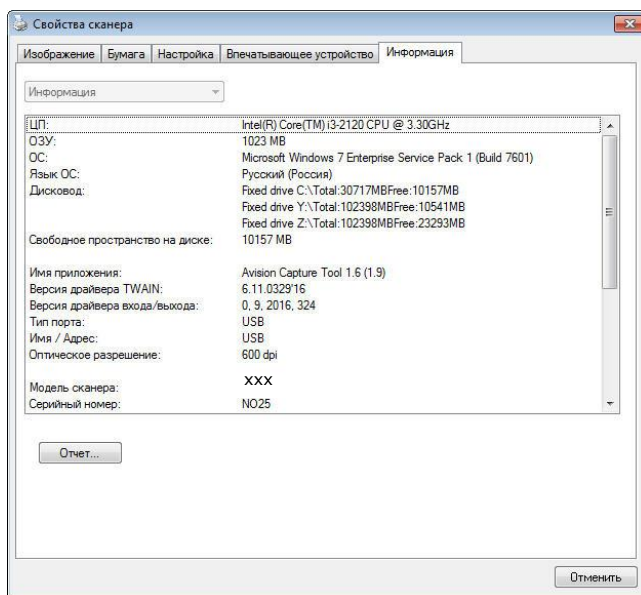 Свойства сканера
Изображение Бумага Настройка Впечатывающее устройство Информация
Информация
ЦП: Intel(R) Core(TM) i3-2120 CPU @ 3.30GHz
ОЗУ: 1023 MB
ОС: Microsoft Windows 7 Enterprise Service Pack 1 (Build 7601)
Язык ОС: Русский (Россия)
Дисковод: Fixed drive C:\Total:30717MBFree:10157MB
Fixed drive Y:\Total:102398MBFree:10541MB
Fixed drive Z:\Total:102398MBFree:23293MB
Свободное пространство на диске: 10157 MB
Имя приложения: Avision Capture Tool 1.6 (1.9)
Версия драйвера TWAIN: 6.11.0329'16
Версия драйвера входа/выхода: 0, 9, 2016, 324
Тип порта: USB
Имя / Адрес: USB
Оптическое разрешение: 600 dpi
Модель сканера: xxx
Серийный номер: NO25
Отчет...
Отменить